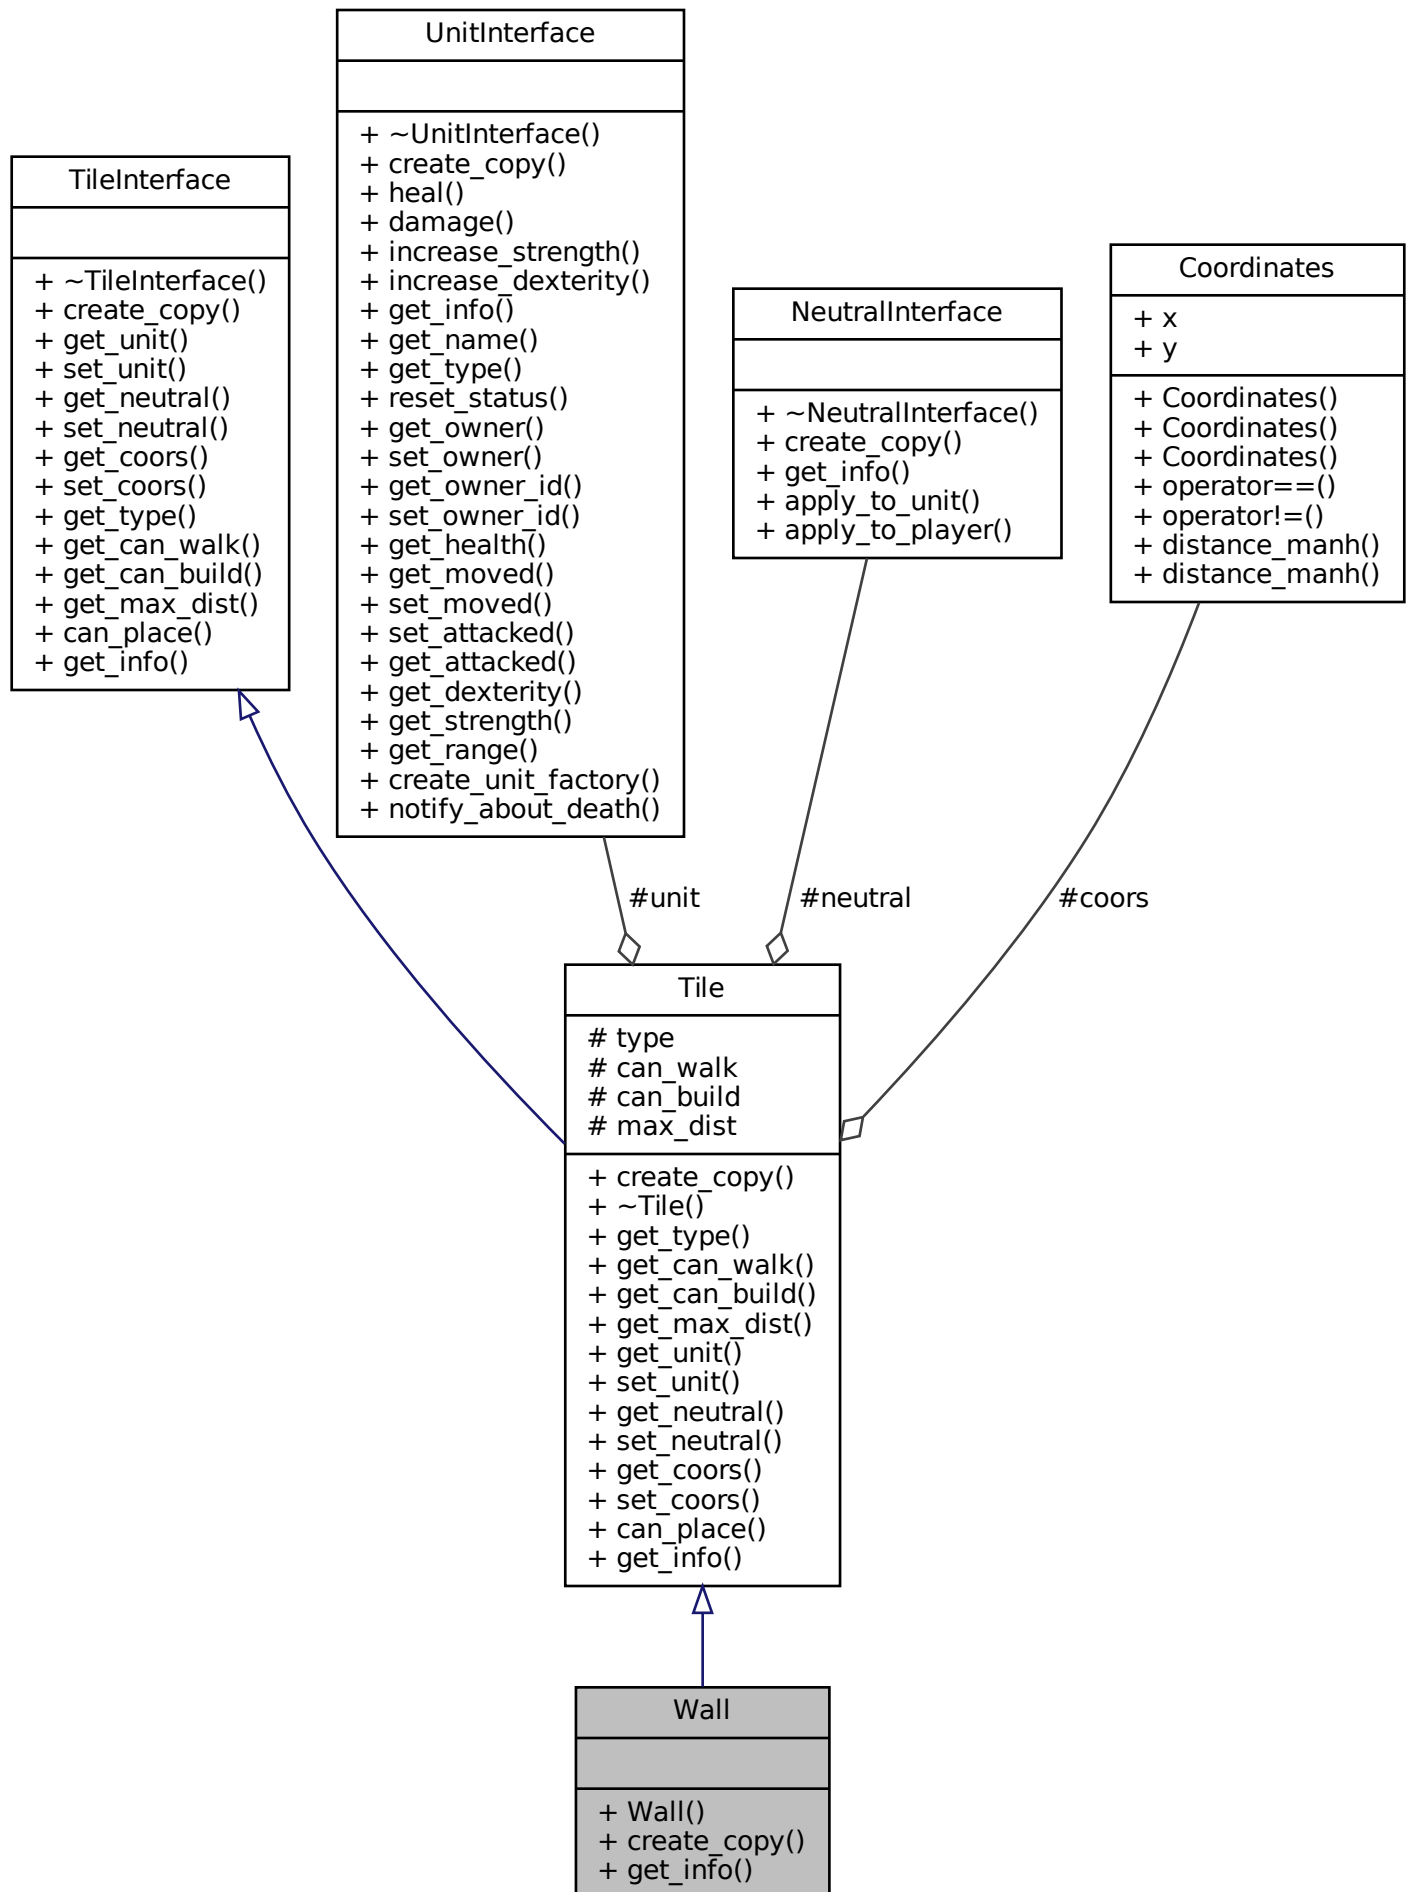 UnitInterface
+ ~UnitInterface()
+ create_copy()
+ heal()
+ damage()
+ increase_strength()
+ increase_dexterity()
+ get_info()
+ get_name()
+ get_type()
+ reset_status()
+ get_owner()
+ set_owner()
+ get_owner_id()
+ set_owner_id()
+ get_health()
+ get_moved()
+ set_moved()
+ set_attacked()
+ get_attacked()
+ get_dexterity()
+ get_strength()
+ get_range()
+ create_unit_factory()
+ notify_about_death()
TileInterface
+ ~TileInterface()
+ create_copy()
+ get_unit()
+ set_unit()
+ get_neutral()
+ set_neutral()
+ get_coors()
+ set_coors()
+ get_type()
+ get_can_walk()
+ get_can_build()
+ get_max_dist()
+ can_place()
+ get_info()
NeutralInterface
+ ~NeutralInterface()
+ create_copy()
+ get_info()
+ apply_to_unit()
+ apply_to_player()
Coordinates
+ x
+ y
+ Coordinates()
+ Coordinates()
+ Coordinates()
+ operator==()
+ operator!=()
+ distance_manh()
+ distance_manh()
#unit
#neutral
#coors
Tile
# type
# can_walk
# can_build
# max_dist
+ create_copy()
+ ~Tile()
+ get_type()
+ get_can_walk()
+ get_can_build()
+ get_max_dist()
+ get_unit()
+ set_unit()
+ get_neutral()
+ set_neutral()
+ get_coors()
+ set_coors()
+ can_place()
+ get_info()
Wall
+ Wall()
+ create_copy()
+ get_info()